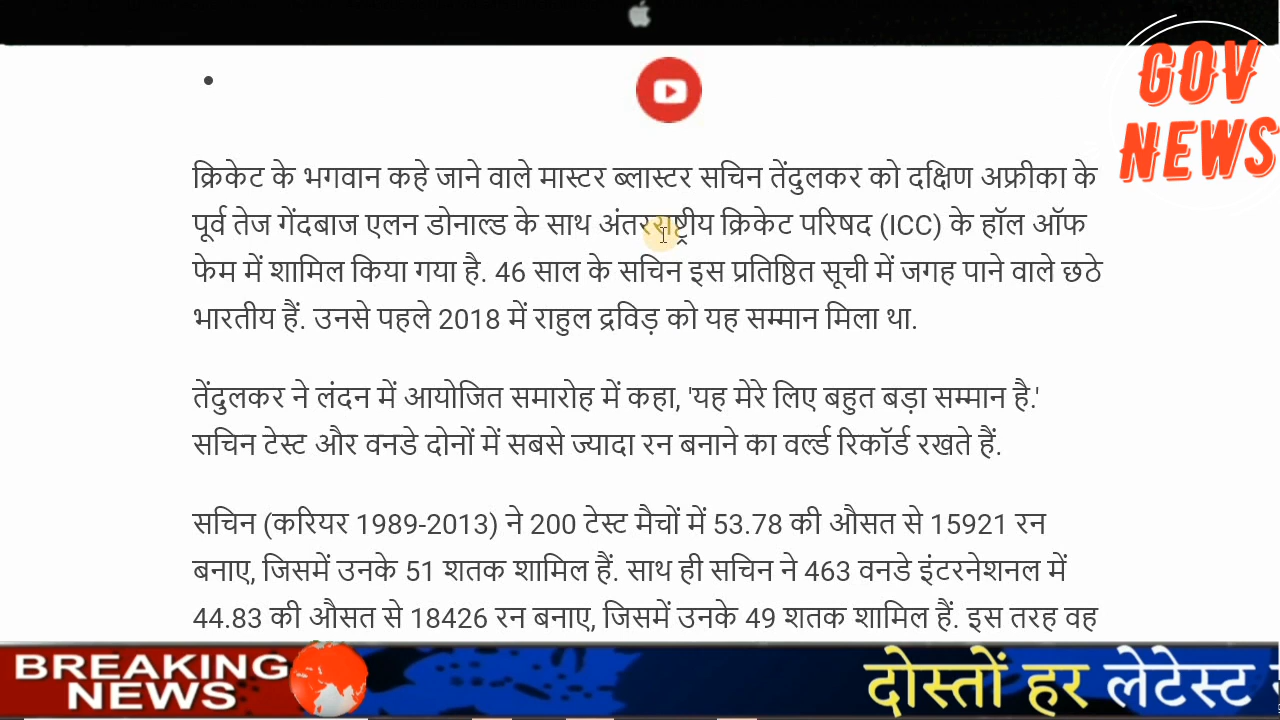 GOV
NEWS
क्रिकेट के भगवान कहे जाने वाले मास्टर ब्लास्टर सचिन तेंदुलकर को दक्षिण अफ्रीका के
पूर्व तेज गेंदबाज एलन डोनाल्ड के साथ अंतरराष्ट्रीय क्रिकेट परिषद (ICC) के हॉल ऑफ
फेम में शामिल किया गया है. 46 साल के सचिन इस प्रतिष्ठित सूची में जगह पाने वाले छठे
भारतीय हैं. उनसे पहले 2018 में राहुल द्रविड़ को यह सम्मान मिला था.
तेंदुलकर ने लंदन में आयोजित समारोह में कहा, 'यह मेरे लिए बहुत बड़ा सम्मान है.'
सचिन टेस्ट और वनडे दोनों में सबसे ज्यादा रन बनाने का वर्ल्ड रिकॉर्ड रखते हैं.
सचिन (करियर 1989-2013) ने 200 टेस्ट मैचों में 53.78 की औसत से 15921 रन
बनाए, जिसमें उनके 51 शतक शामिल हैं. साथ ही सचिन ने 463 वनडे इंटरनेशनल में
44.83 की औसत से 18426 रन बनाए, जिसमें उनके 49 शतक शामिल हैं. इस तरह वह
BREAKING
NEWS
दोस्तों हर लेटेस्ट